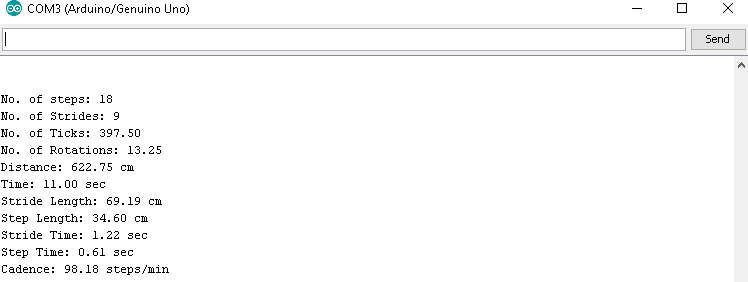 COM3 (Arduino/Genuino Uno)
Send
No. of steps: 18
No. of Strides: 9
No. of Ticks: 397.50
No. of Rotations: 13.25
Distance: 622.75 cm
Time: 11.00 sec
Stride Length: 69.19 cm
Step Length: 34.60 cm
Stride Time: 1.22 sec
Step Time: 0.61 sec
Cadence: 98.18 steps/min